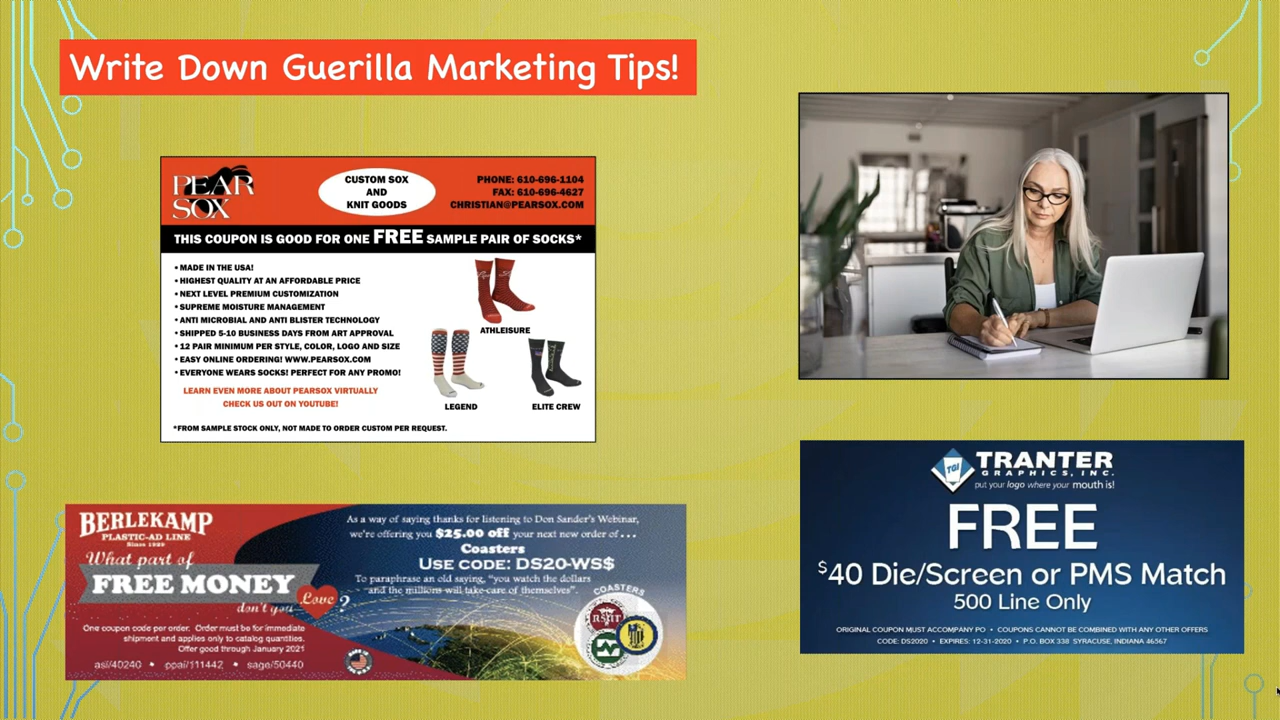 Write Down Guerilla Marketing Tips!
PEAR
SOX
CUSTOM SOX
AND
KNIT GOODS
PHONE: 610-696-1104
FAX: 610-696-4627
CHRISTIAN@PEARSOX.COM
THIS COUPON IS GOOD FOR ONE FREE SAMPLE PAIR OF SOCKS*
• MADE IN THE USA!
• HIGHEST QUALITY AT AN AFFORDABLE PRICE
• NEXT LEVEL PREMIUM CUSTOMIZATION
• SUPREME MOISTURE MANAGEMENT
• ANTI MICROBIAL AND ANTI BLISTER TECHNOLOGY
• SHIPPED 5-10 BUSINESS DAYS FROM ART APPROVAL
• 12 PAIR MINIMUM PER STYLE, COLOR, LOGO AND SIZE
• EASY ONLINE ORDERING! WWW.PEARSOX.COM
• EVERYONE WEARS SOCKS! PERFECT FOR ANY PROMO!
LEARN EVEN MORE ABOUT PEARSOX VIRTUALLY
CHECK US OUT ON YOUTUBE!
ATHLEISURE
LEGEND
ELITE CREW
*FROM SAMPLE STOCK ONLY, NOT MADE TO ORDER CUSTOM PER REQUEST.
BERLEKAMP
PLASTIC-AD LINE
Since 1929
What part of
FREE MONEY
don't you Love?
One coupon code per order. Order must be for immediate
shipment and applies only to catalog quantities.
Offer good through January 2021
asi/40240 • ppai/111442 • sage/50440
As a way of saying thanks for listening to Don Sander's Webinar,
we're offering you $25.00 off your next new order of...
Coasters
USE CODE: DS20-WS$
To paraphrase an old saying, "you watch the dollars
and the millions will take care of themselves".
COASTERS
TGI
TRANTER
GRAPHICS, INC.
put your logo where your mouth is!
FREE
$40 Die/Screen or PMS Match
500 Line Only
ORIGINAL COUPON MUST ACCOMPANY PO • COUPONS CANNOT BE COMBINED WITH ANY OTHER OFFERS
CODE: DS2020 • EXPIRES: 12-31-2020 • P.O. BOX 338 SYRACUSE, INDIANA 46567